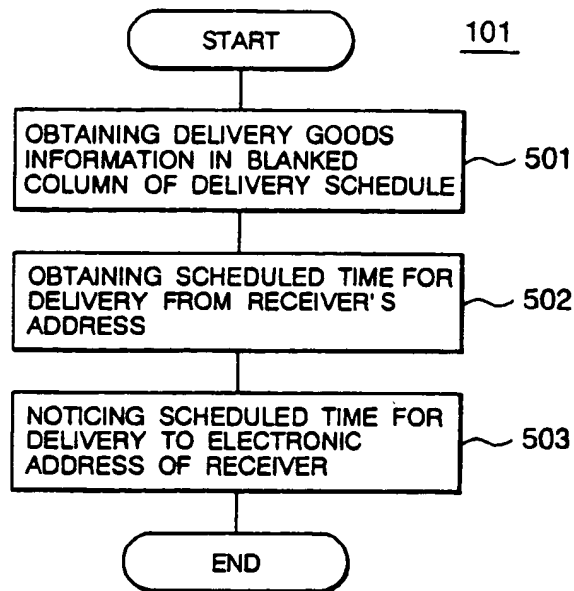 START
101
OBTAINING DELIVERY GOODS
INFORMATION IN BLANKED
COLUMN OF DELIVERY SCHEDULE
501
OBTAINING SCHEDULED TIME FOR
DELIVERY FROM RECEIVER'S
ADDRESS
502
NOTICING SCHEDULED TIME FOR
DELIVERY TO ELECTRONIC
ADDRESS OF RECEIVER
503
END